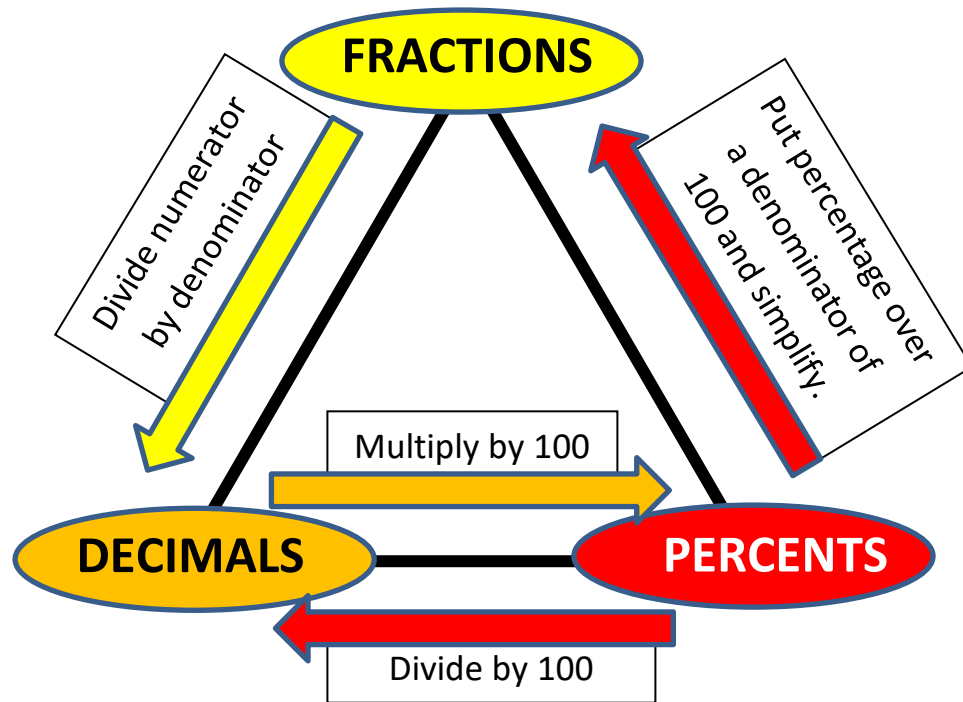 FRACTIONS
Divide numerator
by denominator
Put percentage over
a denominator of
100 and simplify.
Multiply by 100
DECIMALS
PERCENTS
Divide by 100